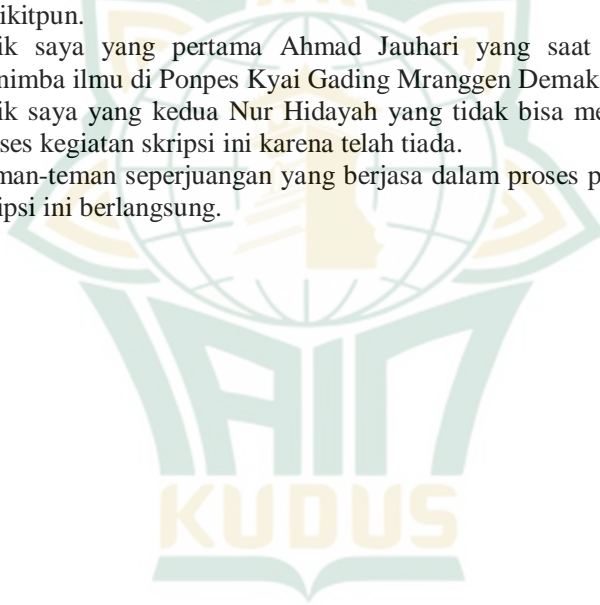 ikitpun.
ik saya yang pertama Ahmad Jauhari yang saat
nimba ilmu di Ponpes Kyai Gading Mranggen Demak
ik saya yang kedua Nur Hidayah yang tidak bisa me
ses kegiatan skripsi ini karena telah tiada.
man-teman seperjuangan yang berjasa dalam proses p
ipsi ini berlangsung.
IAIN
KUDUS